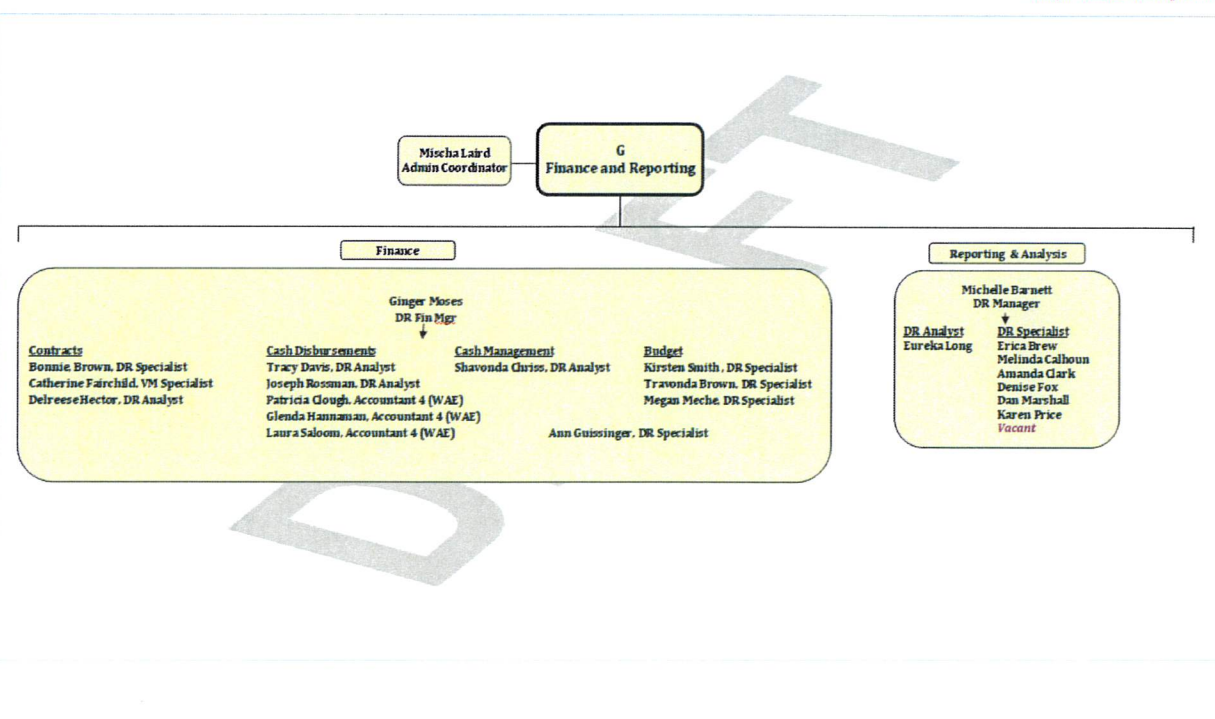 Mischa Laird
Admin Coordinator
G
Finance and Reporting
Finance
Ginger Moses
DR Fin Mgr
Contracts
Bonnie Brown, DR Specialist
Catherine Fairchild, VM Specialist
Delreese Hector, DR Analyst
Cash Disbursements
Tracy Davis, DR Analyst
Joseph Rossman, DR Analyst
Patricia Clough, Accountant 4 (WAE)
Glenda Hannaman, Accountant 4 (WAE)
Laura Saloom, Accountant 4 (WAE)
Cash Management
Shavonda Chriss, DR Analyst
Ann Guissinger, DR Specialist
Budget
Kirsten Smith, DR Specialist
Travonda Brown, DR Specialist
Megan Meche, DR Specialist
Reporting & Analysis
Michelle Barnett
DR Manager
DR Analyst
Eureka Long
DR Specialist
Erica Brew
Melinda Calhoun
Amanda Clark
Denise Fox
Dan Marshall
Karen Price
Vacant